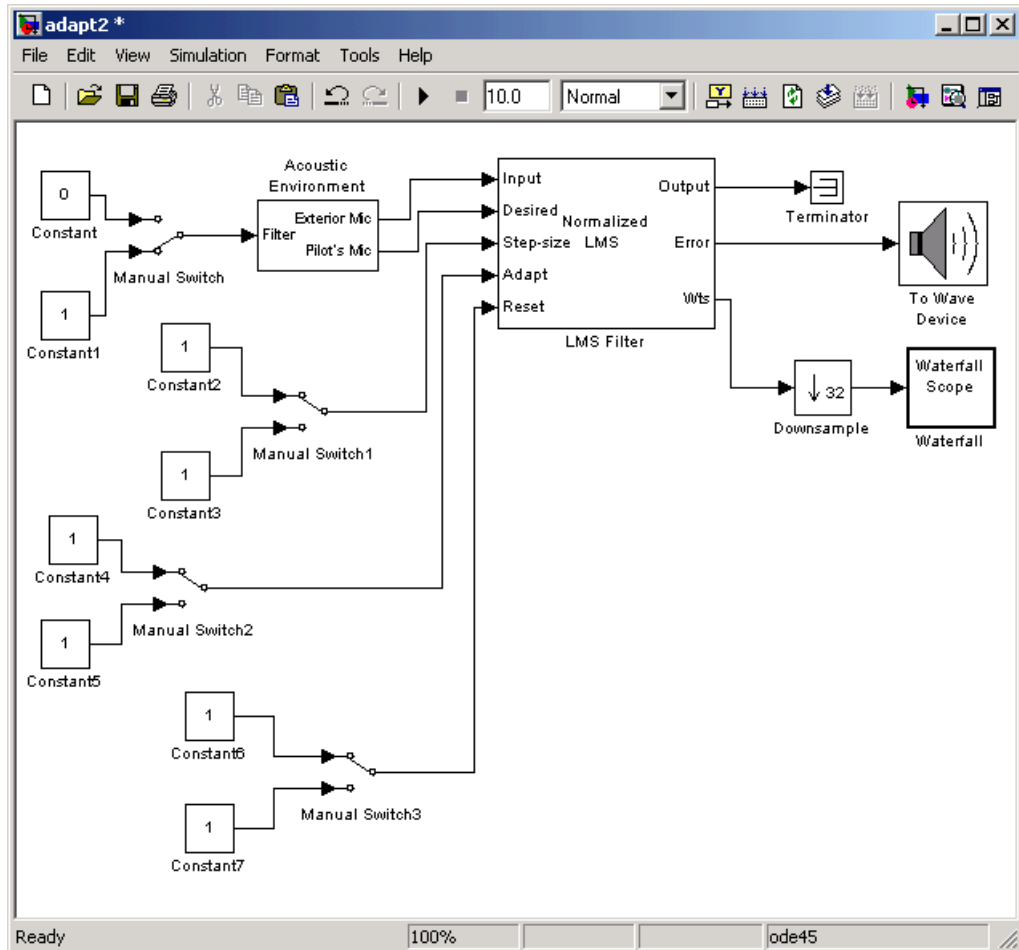 adapt2 *
File Edit View Simulation Format Tools Help
10.0 Normal
Acoustic
Environment
0
Constant
Filter
Exterior Mic
Pilot's Mic
Manual Switch
1
Constant1
Input
Desired
Step-size
Adapt
Reset
Normalized
LMS
Output
Error
Wts
LMS Filter
Terminator
To Wave
Device
1
Constant2
Manual Switch1
1
Constant3
32
Downsample
Waterfall
Scope
Waterfall
1
Constant4
Manual Switch2
1
Constant5
1
Constant6
Manual Switch3
1
Constant7
Ready 100% ode45